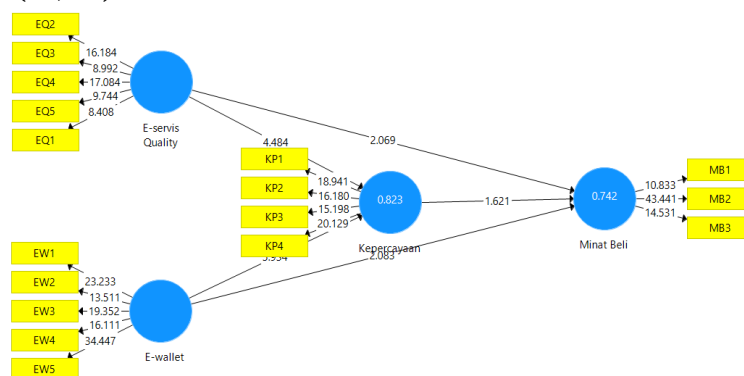 EQ2
EQ3
EQ4
EQ5
EQ1
16.184
8.992
17.084
9.744
8.408
E-servis
Quality
4.484
2.069
KP1
KP2
KP3
KP4
18.941
16.180
15.198
20.129
0.823
Kepercayaan
1.621
2.083
0.742
Minat Beli
10.833
43.441
14.531
MB1
MB2
MB3
EW1
EW2
EW3
EW4
EW5
23.233
13.511
19.352
16.111
34.447
E-wallet